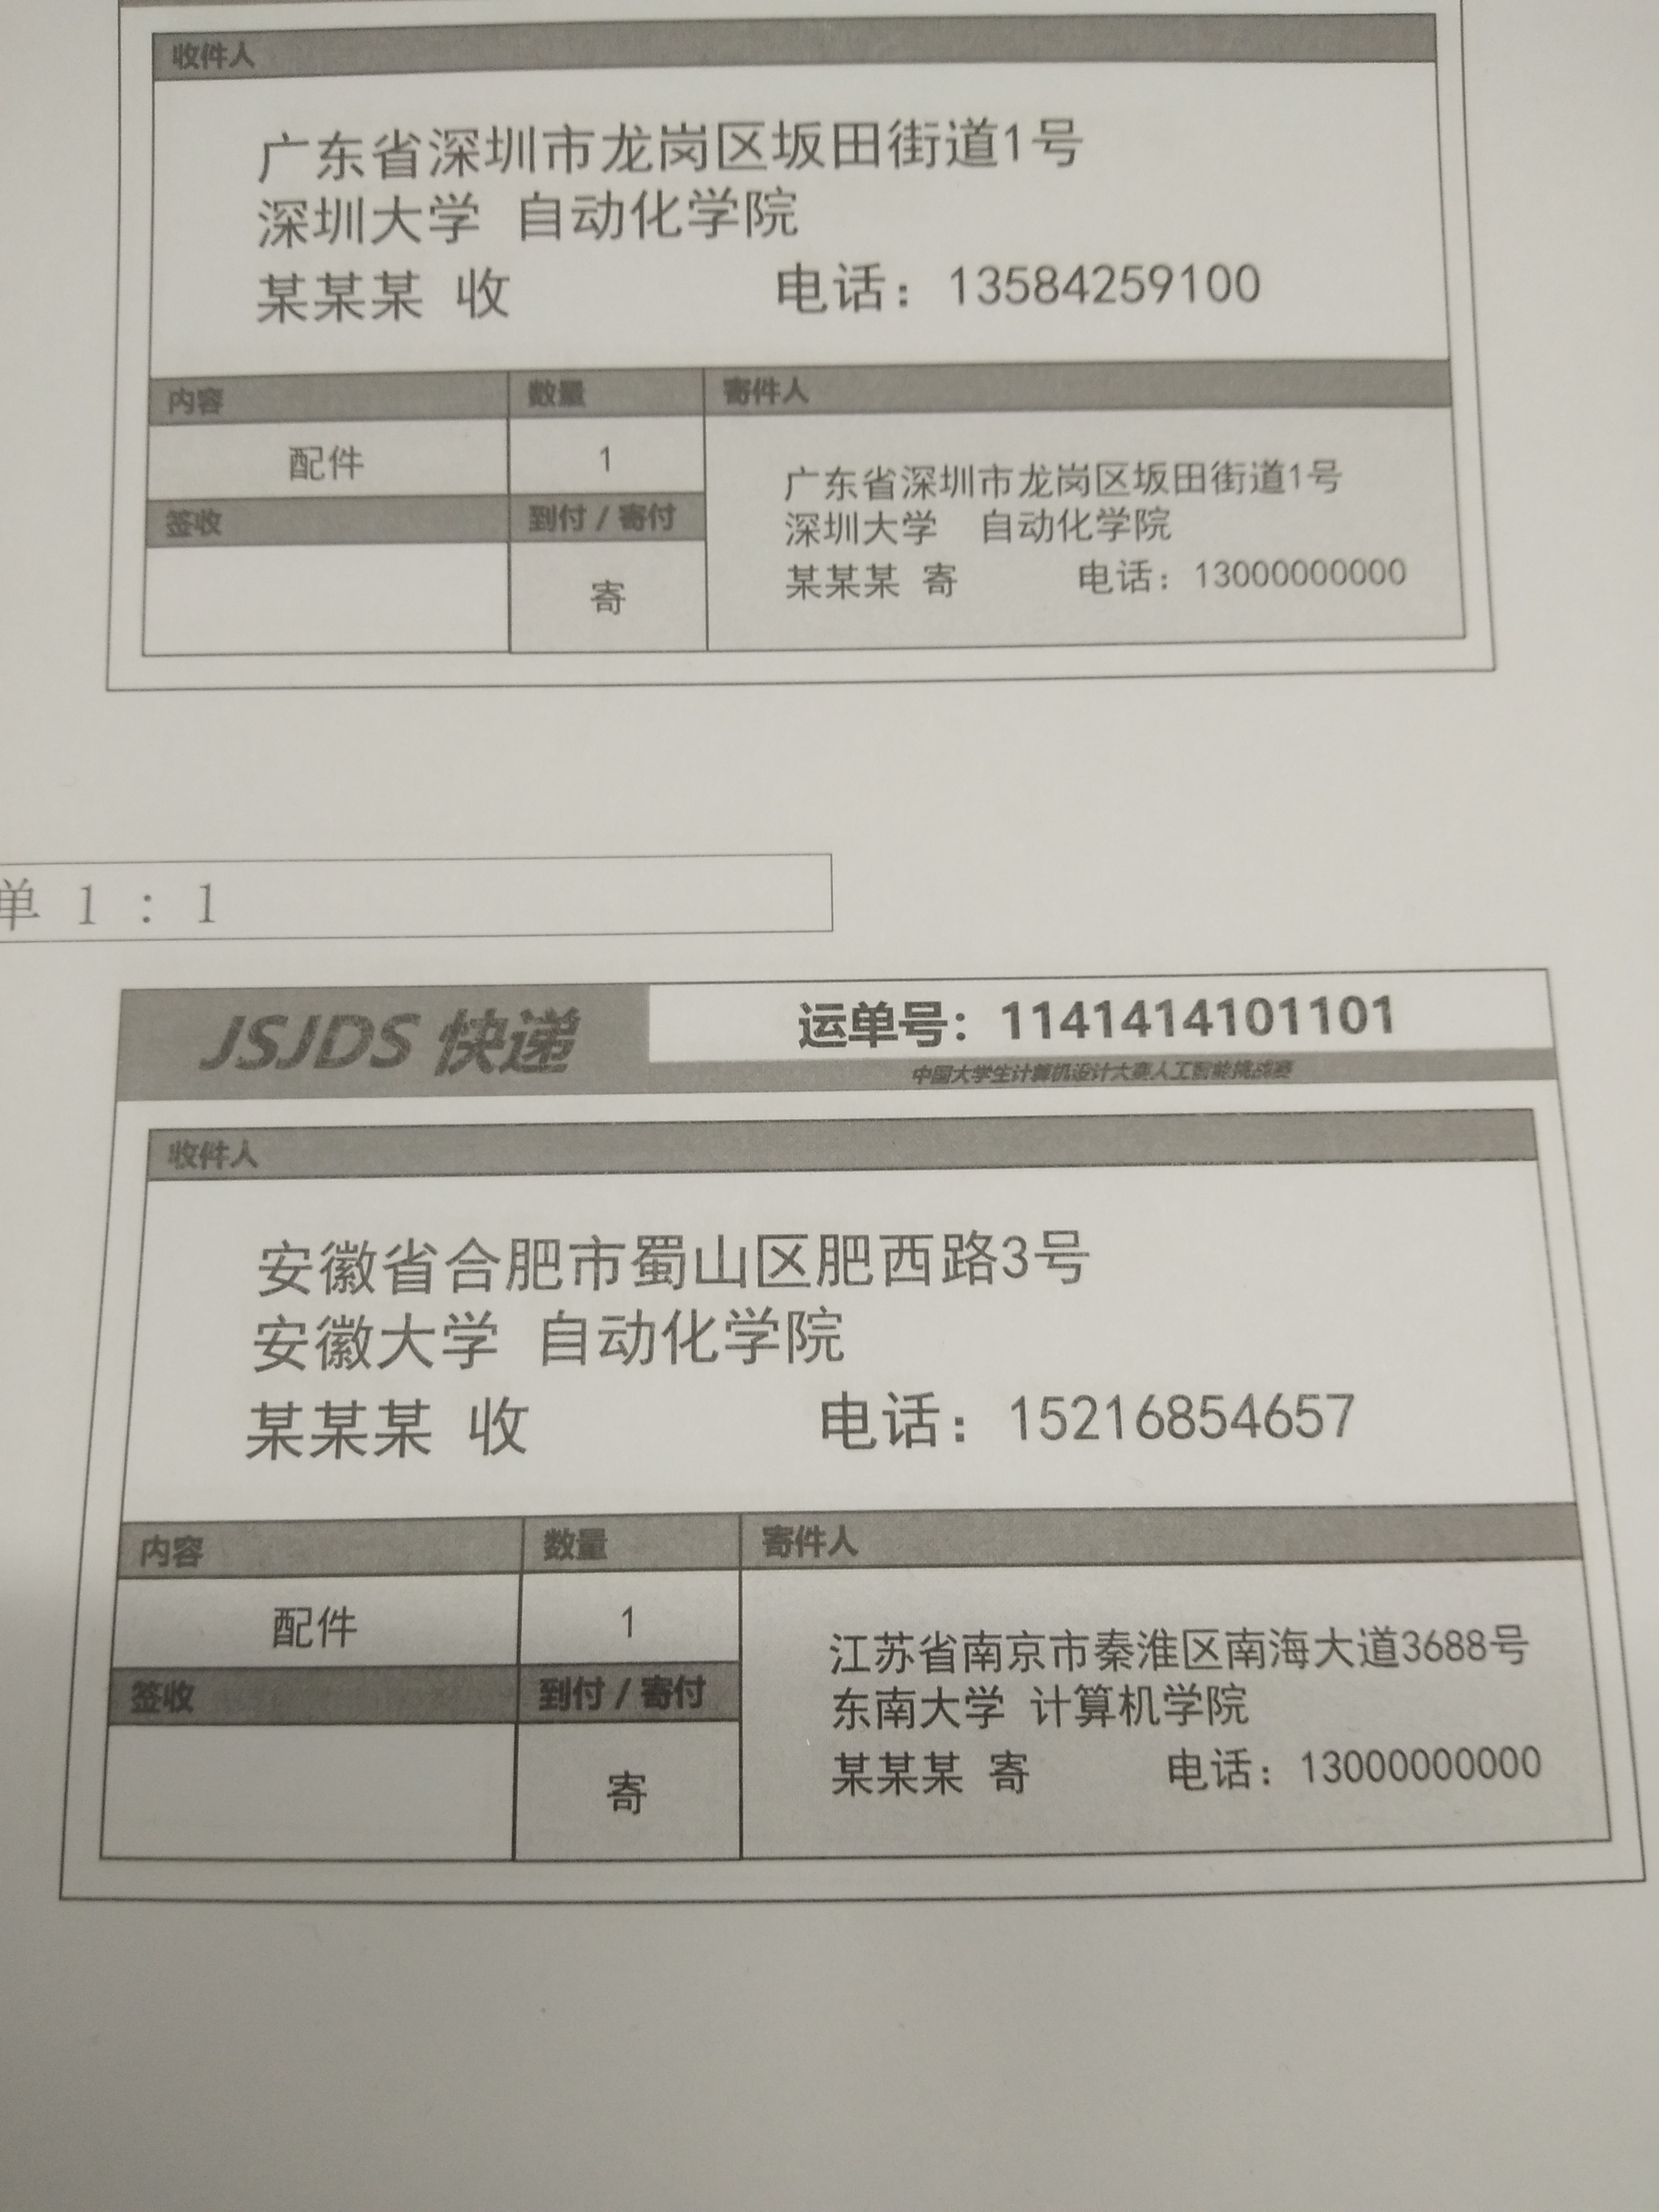 收件人
广东省深圳市龙岗区坂田街道1号
深圳大学 自动化学院
某某某 收 电话：13584259100
内容 数量 寄件人
配件 1
广东省深圳市龙岗区坂田街道1号
签收 到付 / 寄付
深圳大学 自动化学院
某某某 寄 电话：13000000000
寄
单 1 : 1
JSJDS 快递 运单号：1141414101101
中国大学生计算机设计大赛人工智能挑战赛
收件人
安徽省合肥市蜀山区肥西路3号
安徽大学 自动化学院
某某某 收 电话：15216854657
内容 数量 寄件人
配件 1
江苏省南京市秦淮区南海大道3688号
签收 到付 / 寄付
东南大学 计算机学院
某某某 寄 电话：13000000000
寄